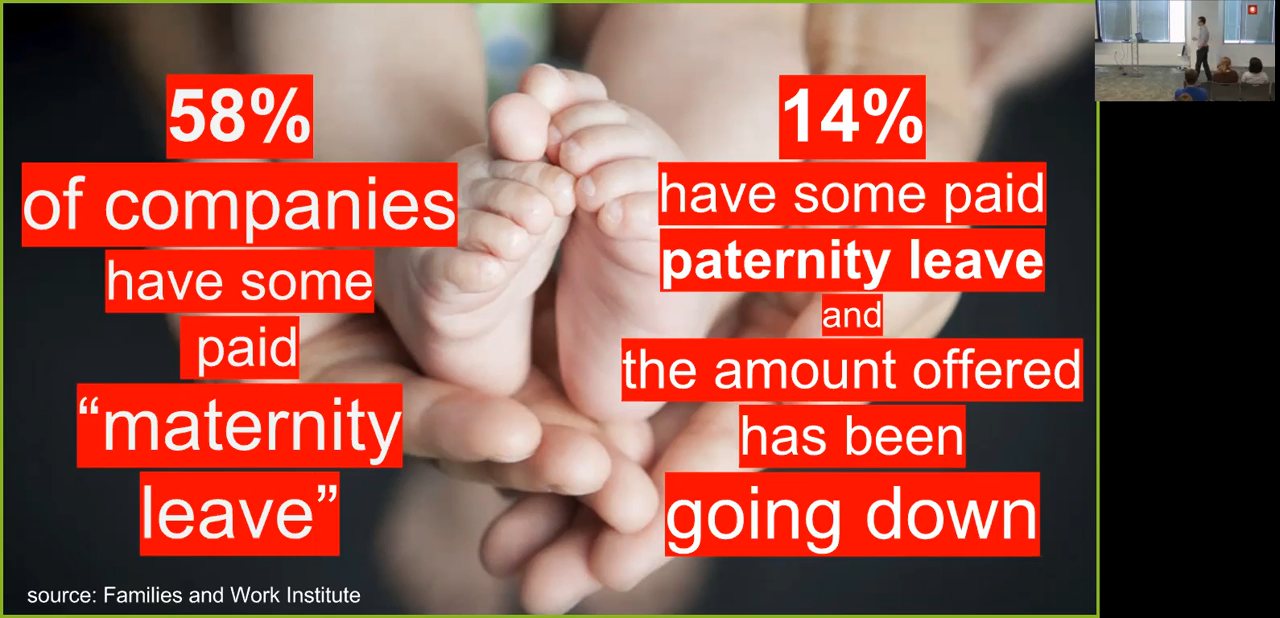 58%
of companies
have some
paid
“maternity
leave”
14%
have some paid
paternity leave
and
the amount offered
has been
going down
source: Families and Work Institute